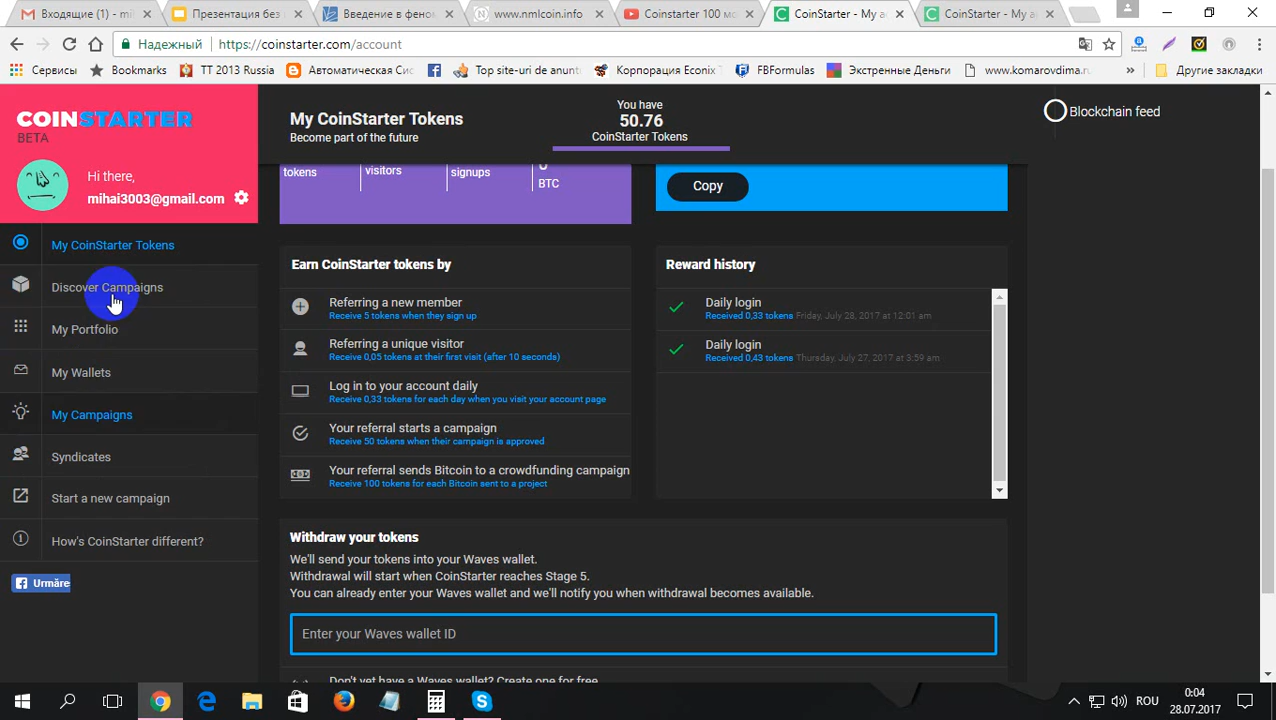 Входящие (1) - mi
Презентация без
Введение в феном
www.nmlcoin.info
Coinstarter 100 мо
CoinStarter - My a
CoinStarter - My a
Надежный
https://coinstarter.com/account
Сервисы
Bookmarks
TT 2013 Russia
Автоматическая Сис
Top site-uri de anunt
Корпорация Econix
FBFormulas
Экстренные Деньги
www.komarovdima.r
»
Другие закладки
COINSTARTER
BETA
Hi there,
mihai3003@gmail.com
My CoinStarter Tokens
Discover Campaigns
My Portfolio
My Wallets
My Campaigns
Syndicates
Start a new campaign
How's CoinStarter different?
Urmăre
My CoinStarter Tokens
Become part of the future
You have
50.76
CoinStarter Tokens
Blockchain feed
tokens
visitors
signups
BTC
Copy
Earn CoinStarter tokens by
Referring a new member
Receive 5 tokens when they sign up
Referring a unique visitor
Receive 0,05 tokens at their first visit (after 10 seconds)
Log in to your account daily
Receive 0,33 tokens for each day when you visit your account page
Your referral starts a campaign
Receive 50 tokens when their campaign is approved
Your referral sends Bitcoin to a crowdfunding campaign
Receive 100 tokens for each Bitcoin sent to a project
Reward history
Daily login
Received 0,33 tokens Friday, July 28, 2017 at 12:01 am
Daily login
Received 0,43 tokens Thursday, July 27, 2017 at 3:59 am
Withdraw your tokens
We'll send your tokens into your Waves wallet.
Withdrawal will start when CoinStarter reaches Stage 5.
You can already enter your Waves wallet and we'll notify you when withdrawal becomes available.
Enter your Waves wallet ID
Don't yet have a Waves wallet? Create one for free
ROU
0:04
28.07.2017